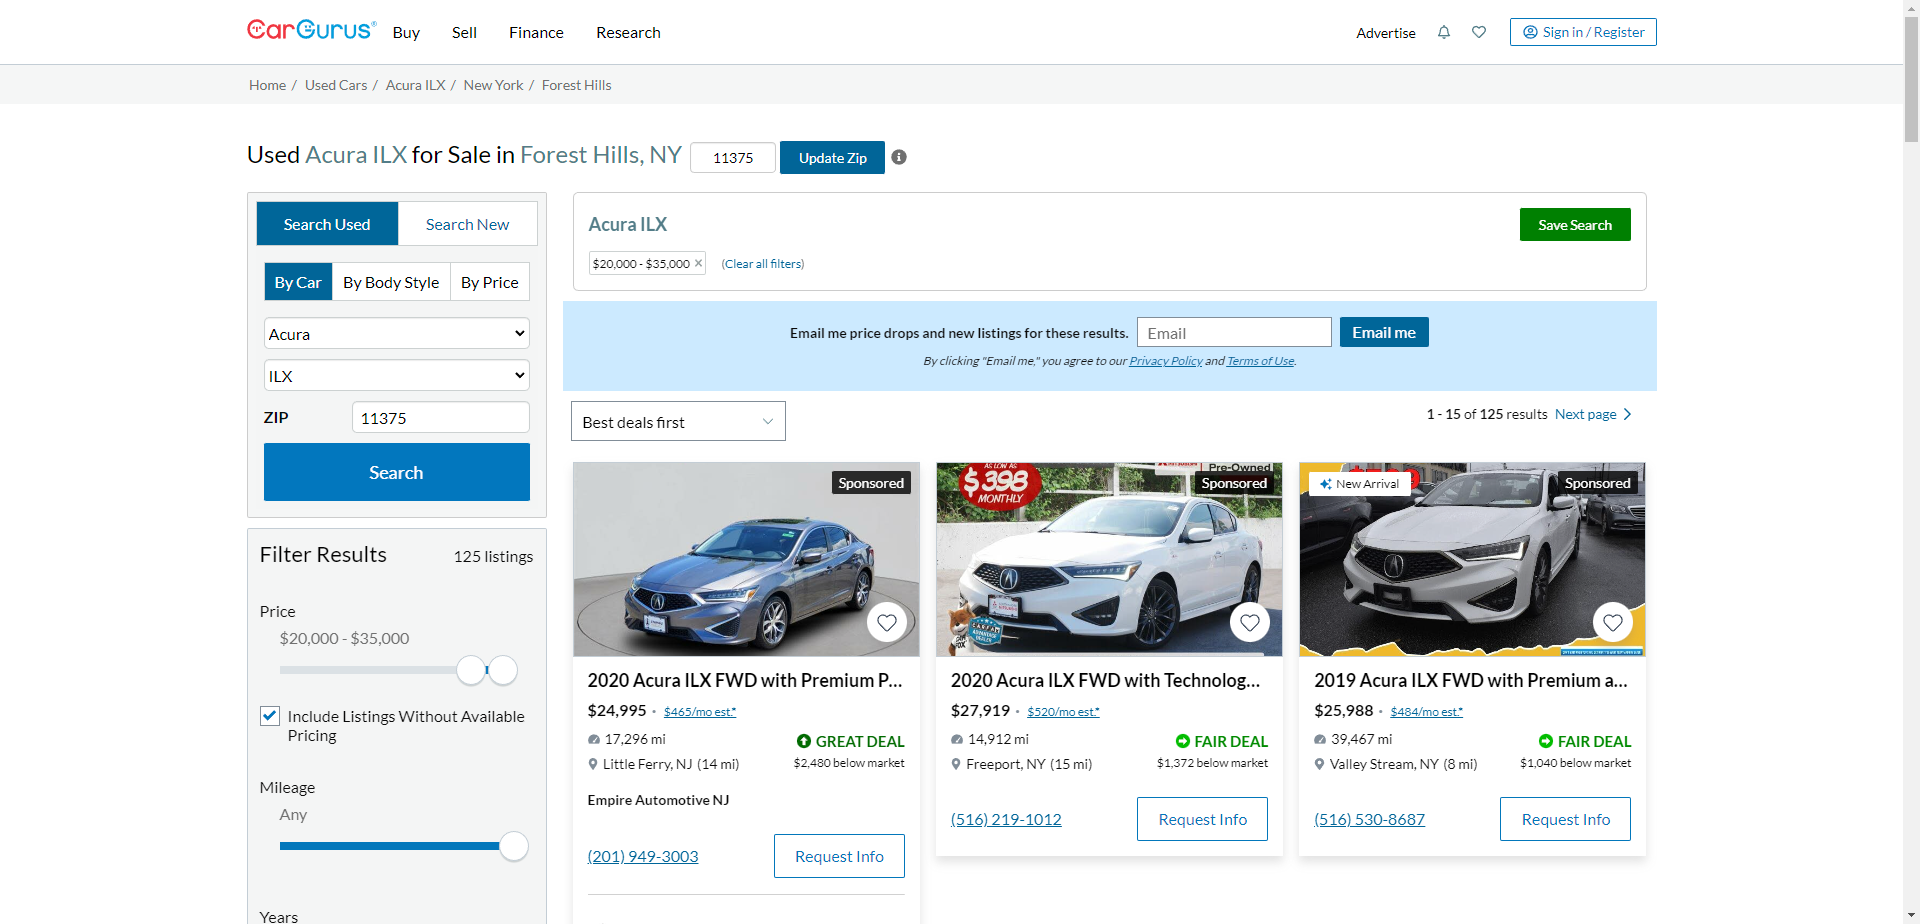 CarGurus®
Buy
Sell
Finance
Research
Advertise
Sign in / Register
Home / Used Cars / Acura ILX / New York / Forest Hills
Used Acura ILX for Sale in Forest Hills, NY
11375
Update Zip
Search Used
Search New
By Car
By Body Style
By Price
Acura
ILX
ZIP
11375
Search
Filter Results
125 listings
Price
$20,000 - $35,000
Include Listings Without Available
Pricing
Mileage
Any
Years
Acura ILX
Save Search
$20,000 - $35,000 ×
(Clear all filters)
Email me price drops and new listings for these results.
Email
Email me
By clicking "Email me," you agree to our Privacy Policy and Terms of Use.
Best deals first
1 - 15 of 125 results
Next page
Sponsored
2020 Acura ILX FWD with Premium P...
$24,995 · $465/mo est.*
17,296 mi
GREAT DEAL
Little Ferry, NJ (14 mi)
$2,480 below market
Empire Automotive NJ
(201) 949-3003
Request Info
AS LOW AS
$398
MONTHLY
Pre-Owned
Sponsored
CARFAX
ADVANTAGE
DEALER
2020 Acura ILX FWD with Technolog...
$27,919 · $520/mo est.*
14,912 mi
FAIR DEAL
Freeport, NY (15 mi)
$1,372 below market
(516) 219-1012
Request Info
New Arrival
Sponsored
2019 Acura ILX FWD with Premium a...
$25,988 · $484/mo est.*
39,467 mi
FAIR DEAL
Valley Stream, NY (8 mi)
$1,040 below market
(516) 530-8687
Request Info